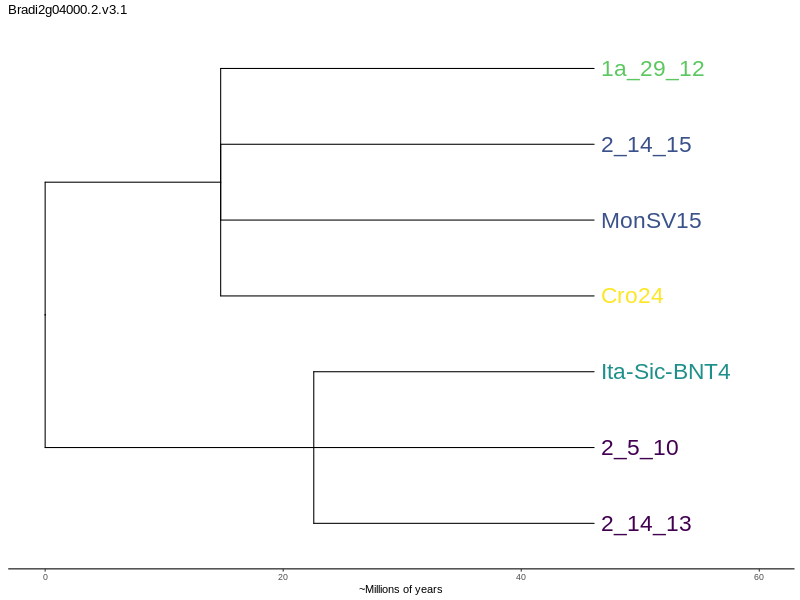 Bradi2g04000.2.v3.1
1a_29_12
2_14_15
MonSV15
Cro24
Ita-Sic-BNT4
2_5_10
2_14_13
0 20 40 60
~Millions of years